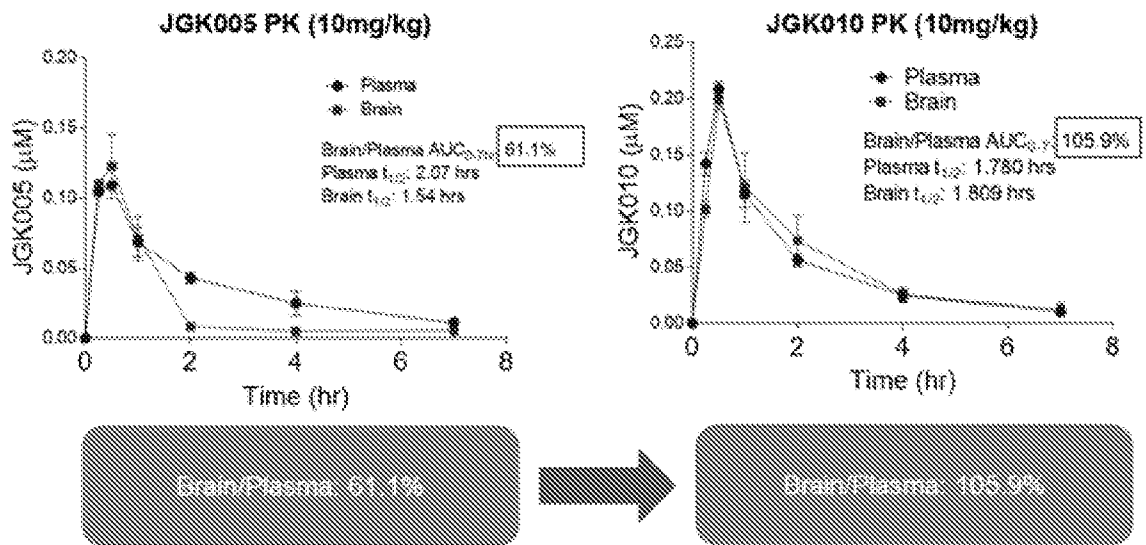 JGK005 PK (10mg/kg)
JGK005 (μM)
0.20
0.15
0.10
0.05
0.00
0 2 4 6 8
Time (hr)
Plasma
Brain
Brain/Plasma AUC0-7hr 61.1%
Plasma t1/2: 2.07 hrs
Brain t1/2: 1.54 hrs
Brain/Plasma: 61.1%
JGK010 PK (10mg/kg)
JGK010 (μM)
0.25
0.20
0.15
0.10
0.05
0.00
0 2 4 6 8
Time (hr)
Plasma
Brain
Brain/Plasma AUC0-7 105.9%
Plasma t1/2: 1.780 hrs
Brain t1/2: 1.809 hrs
Brain/Plasma: 105.9%